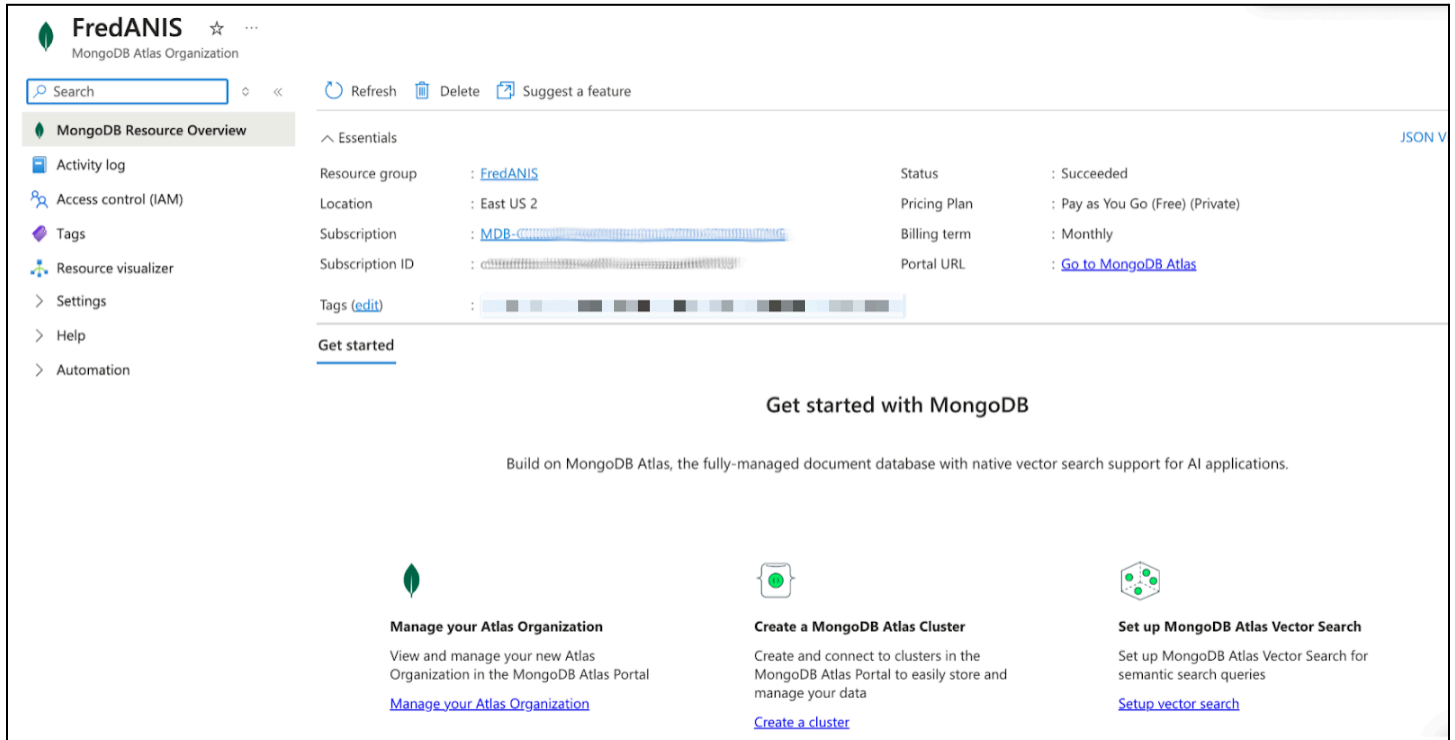 FredANIS
MongoDB Atlas Organization
Search
MongoDB Resource Overview
Activity log
Access control (IAM)
Tags
Resource visualizer
Settings
Help
Automation
Refresh
Delete
Suggest a feature
Essentials
JSON V
Resource group : FredANIS
Location : East US 2
Subscription : MDB-
Subscription ID :
Tags (edit) :
Status : Succeeded
Pricing Plan : Pay as You Go (Free) (Private)
Billing term : Monthly
Portal URL : Go to MongoDB Atlas
Get started
Get started with MongoDB
Build on MongoDB Atlas, the fully-managed document database with native vector search support for AI applications.
Manage your Atlas Organization
View and manage your new Atlas
Organization in the MongoDB Atlas Portal
Manage your Atlas Organization
Create a MongoDB Atlas Cluster
Create and connect to clusters in the
MongoDB Atlas Portal to easily store and
manage your data
Create a cluster
Set up MongoDB Atlas Vector Search
Set up MongoDB Atlas Vector Search for
semantic search queries
Setup vector search